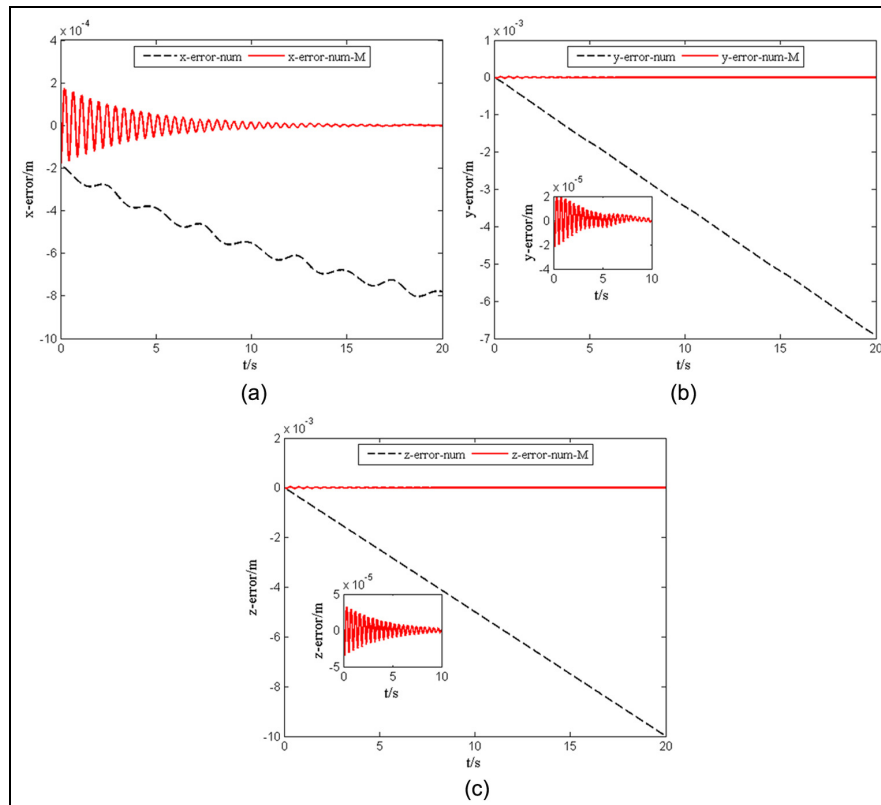 x 10^-4
x-error-num x-error-num-M
4
2
0
-2
-4
-6
-8
-10
x-error/m
0 5 10 15 20
t/s
(a)
x 10^-3
y-error-num y-error-num-M
1
0
-1
-2
-3
-4
-5
-6
-7
y-error/m
x 10^-5
2
0
-2
-4
y-error/m
0 5 10
t/s
0 5 10 15 20
t/s
(b)
x 10^-3
z-error-num z-error-num-M
2
0
-2
-4
-6
-8
-10
z-error/m
x 10^-5
5
0
-5
z-error/m
0 5 10
t/s
0 5 10 15 20
t/s
(c)